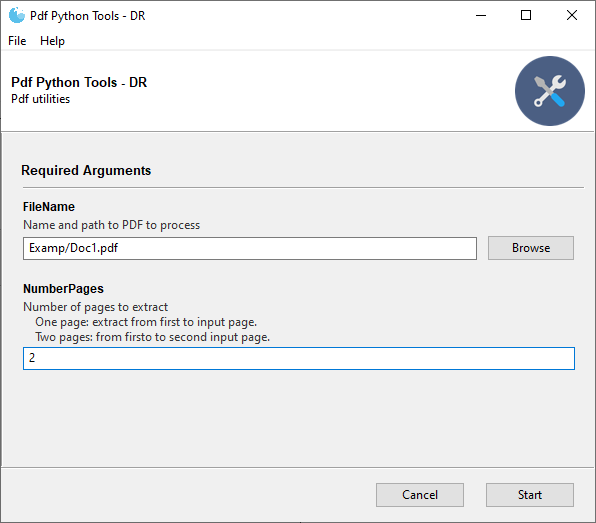 Pdf Python Tools - DR
File Help
Pdf Python Tools - DR
Pdf utilities
Required Arguments
FileName
Name and path to PDF to process
Examp/Doc1.pdf
Browse
NumberPages
Number of pages to extract
One page: extract from first to input page.
Two pages: from firsto to second input page.
2
Cancel Start